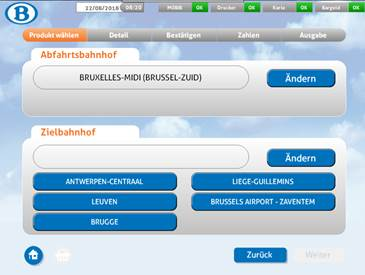 B
22/08/2018 08:20 MOBIB OK Drucker OK Karte OK Bargeld OK
Produkt wählen Detail Bestätigen Zahlen Ausgabe
Abfahrtsbahnhof
BRUXELLES-MIDI (BRUSSEL-ZUID)
Ändern
Zielbahnhof
Ändern
ANTWERPEN-CENTRAAL
LIEGE-GUILLEMINS
LEUVEN
BRUSSELS AIRPORT - ZAVENTEM
BRUGGE
Zurück
Weiter